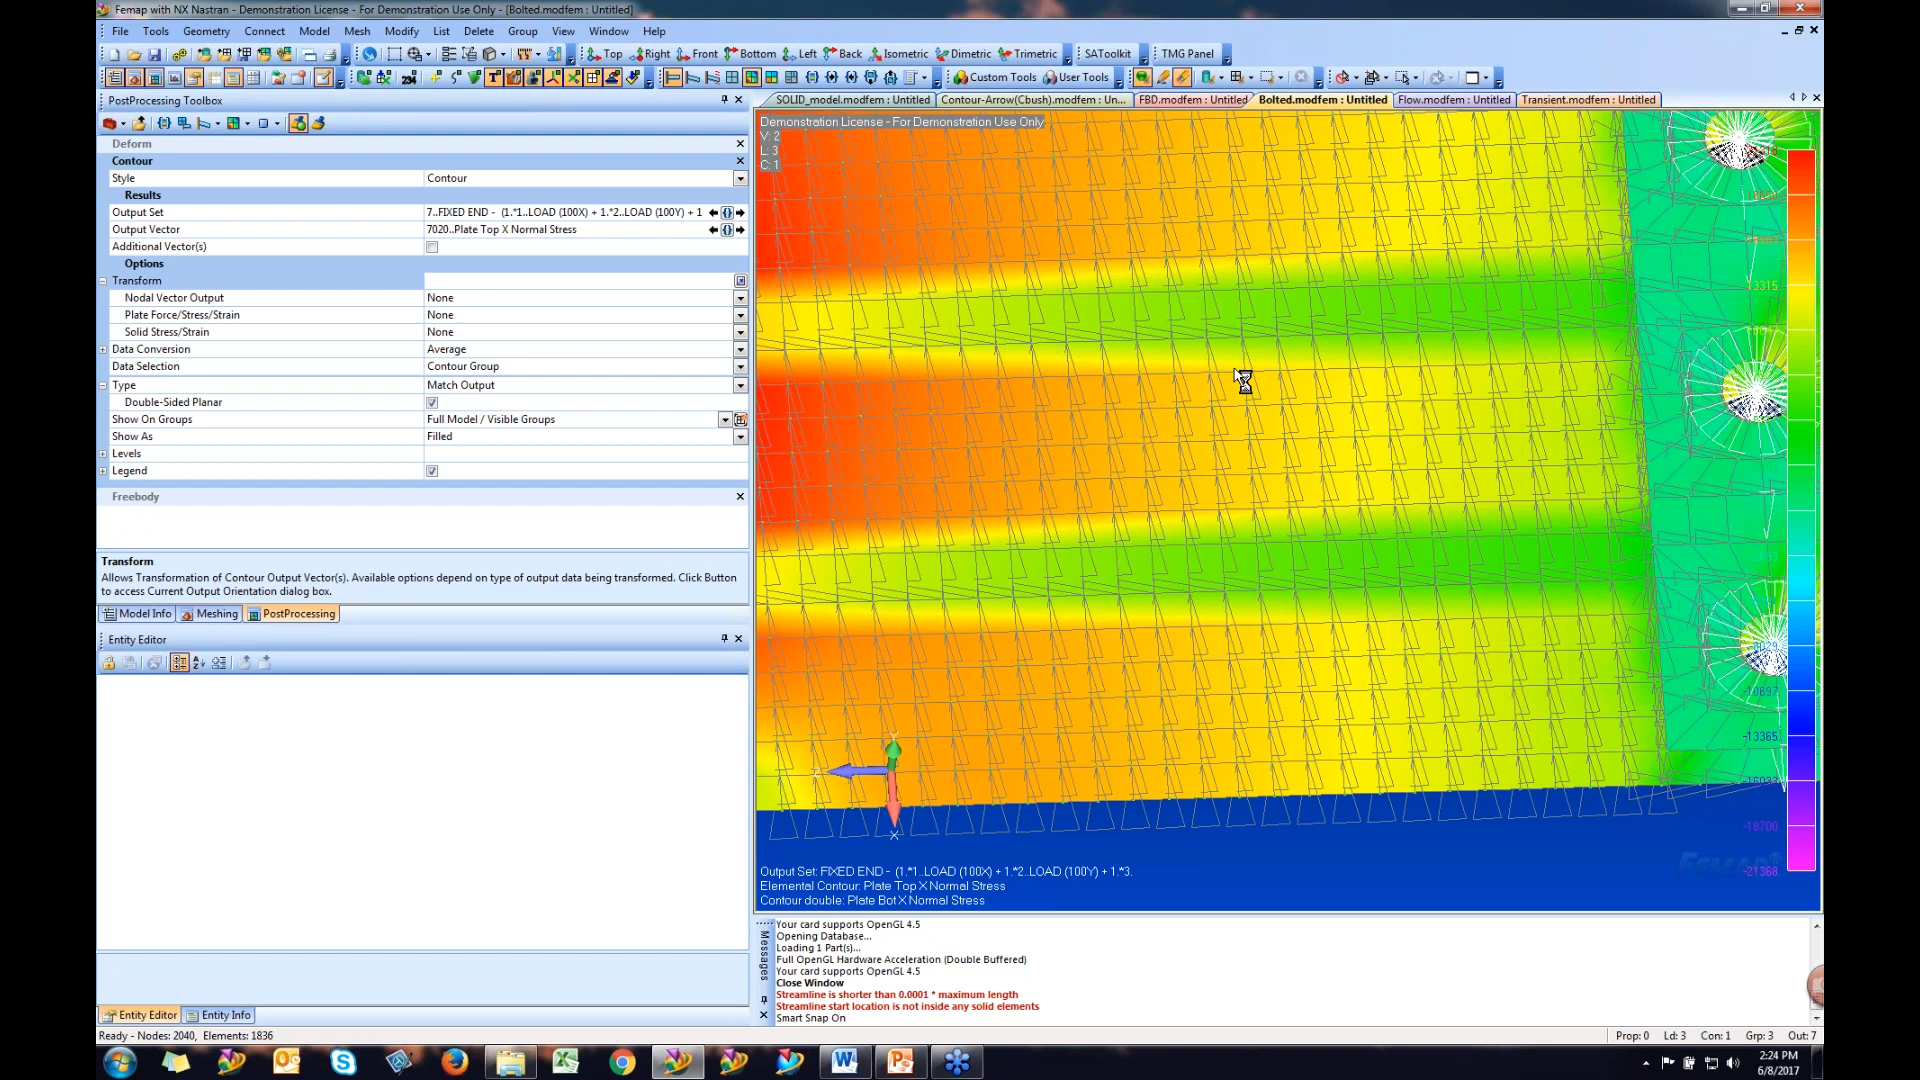 Femap with NX Nastran - Demonstration License - For Demonstration Use Only - [Bolted.modfem : Untitled]
File Tools Geometry Connect Model Mesh Modify List Delete Group View Window Help
Top Right Front Bottom Left Back Isometric Dimetric Trimetric SAToolkit TMG Panel
Custom Tools User Tools
PostProcessing Toolbox
SOLID_model.modfem : Untitled Contour-Arrow(Cbush).modfem : Un... FBD.modfem : Untitled Bolted.modfem : Untitled Flow.modfem : Untitled Transient.modfem : Untitled
Demonstration License - For Demonstration Use Only
V: 2
L: 3
C: 1
Deform
Contour
Style Contour
Results
Output Set 7..FIXED END - (1.*1..LOAD (100X) + 1.*2..LOAD (100Y) + 1
Output Vector 7020..Plate Top X Normal Stress
Additional Vector(s)
Options
Transform
Nodal Vector Output None
Plate Force/Stress/Strain None
Solid Stress/Strain None
Data Conversion Average
Data Selection Contour Group
Type Match Output
Double-Sided Planar
Show On Groups Full Model / Visible Groups
Show As Filled
Levels
Legend
Freebody
Transform
Allows Transformation of Contour Output Vector(s). Available options depend on type of output data being transformed. Click Button
to access Current Output Orientation dialog box.
Model Info Meshing PostProcessing
Entity Editor
13315.
-10697.
-13365.
-18700.
-21368.
Y
Z
X
FEMAP
Output Set: FIXED END - (1.*1..LOAD (100X) + 1.*2..LOAD (100Y) + 1.*3.
Elemental Contour: Plate Top X Normal Stress
Contour double: Plate Bot X Normal Stress
Messages
Your card supports OpenGL 4.5
Opening Database...
Loading 1 Part(s)...
Full OpenGL Hardware Acceleration (Double Buffered)
Your card supports OpenGL 4.5
Close Window
Streamline is shorter than 0.0001 * maximum length
Streamline start location is not inside any solid elements
Smart Snap On
Entity Editor Entity Info
Ready - Nodes: 2040, Elements: 1836
Prop: 0 Ld: 3 Con: 1 Grp: 3 Out: 7
2:24 PM
6/8/2017